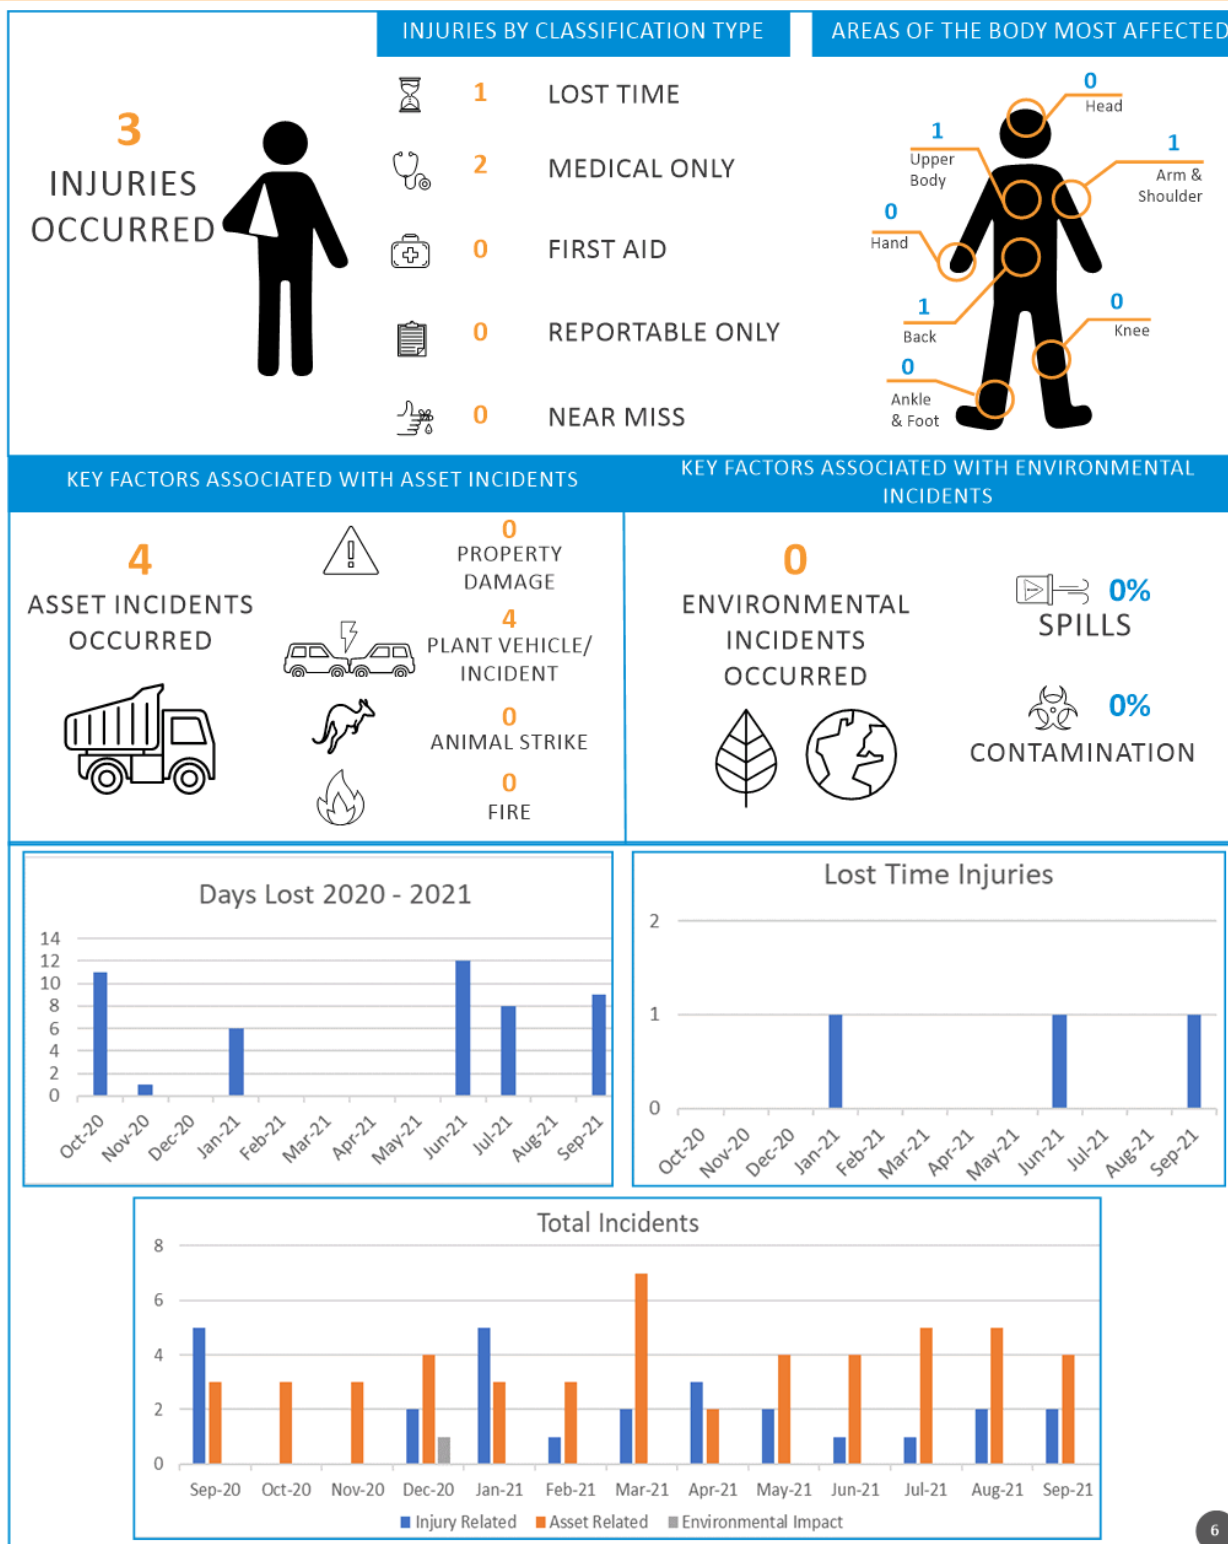 INJURIES BY CLASSIFICATION TYPE
AREAS OF THE BODY MOST AFFECTED
3
INJURIES
OCCURRED
1 LOST TIME
2 MEDICAL ONLY
0 FIRST AID
0 REPORTABLE ONLY
0 NEAR MISS
0
Head
1
Upper
Body
1
Arm &
Shoulder
0
Hand
1
Back
0
Knee
0
Ankle
& Foot
KEY FACTORS ASSOCIATED WITH ASSET INCIDENTS
KEY FACTORS ASSOCIATED WITH ENVIRONMENTAL
INCIDENTS
4
ASSET INCIDENTS
OCCURRED
0
PROPERTY
DAMAGE
4
PLANT VEHICLE/
INCIDENT
0
ANIMAL STRIKE
0
FIRE
0
ENVIRONMENTAL
INCIDENTS
OCCURRED
0%
SPILLS
0%
CONTAMINATION
Days Lost 2020 - 2021
14
12
10
8
6
4
2
0
Oct-20 Nov-20 Dec-20 Jan-21 Feb-21 Mar-21 Apr-21 May-21 Jun-21 Jul-21 Aug-21 Sep-21
Lost Time Injuries
2
1
0
Oct-20 Nov-20 Dec-20 Jan-21 Feb-21 Mar-21 Apr-21 May-21 Jun-21 Jul-21 Aug-21 Sep-21
Total Incidents
8
6
4
2
0
Sep-20 Oct-20 Nov-20 Dec-20 Jan-21 Feb-21 Mar-21 Apr-21 May-21 Jun-21 Jul-21 Aug-21 Sep-21
Injury Related Asset Related Environmental Impact
6